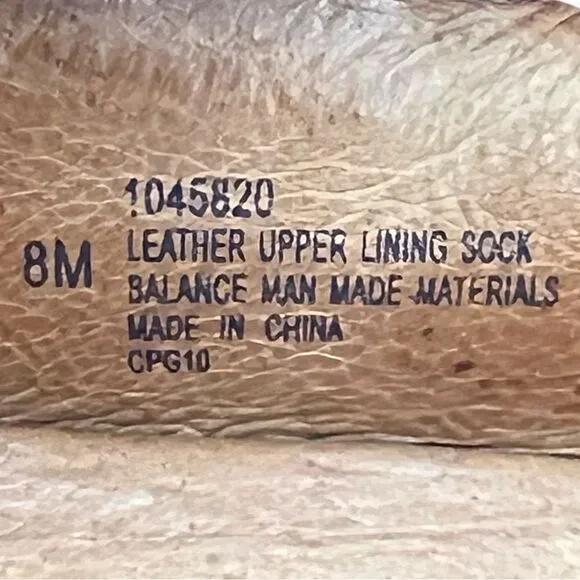 1045820
8M
LEATHER UPPER LINING SOCK
BALANCE MAN MADE MATERIALS
MADE IN CHINA
CPG10